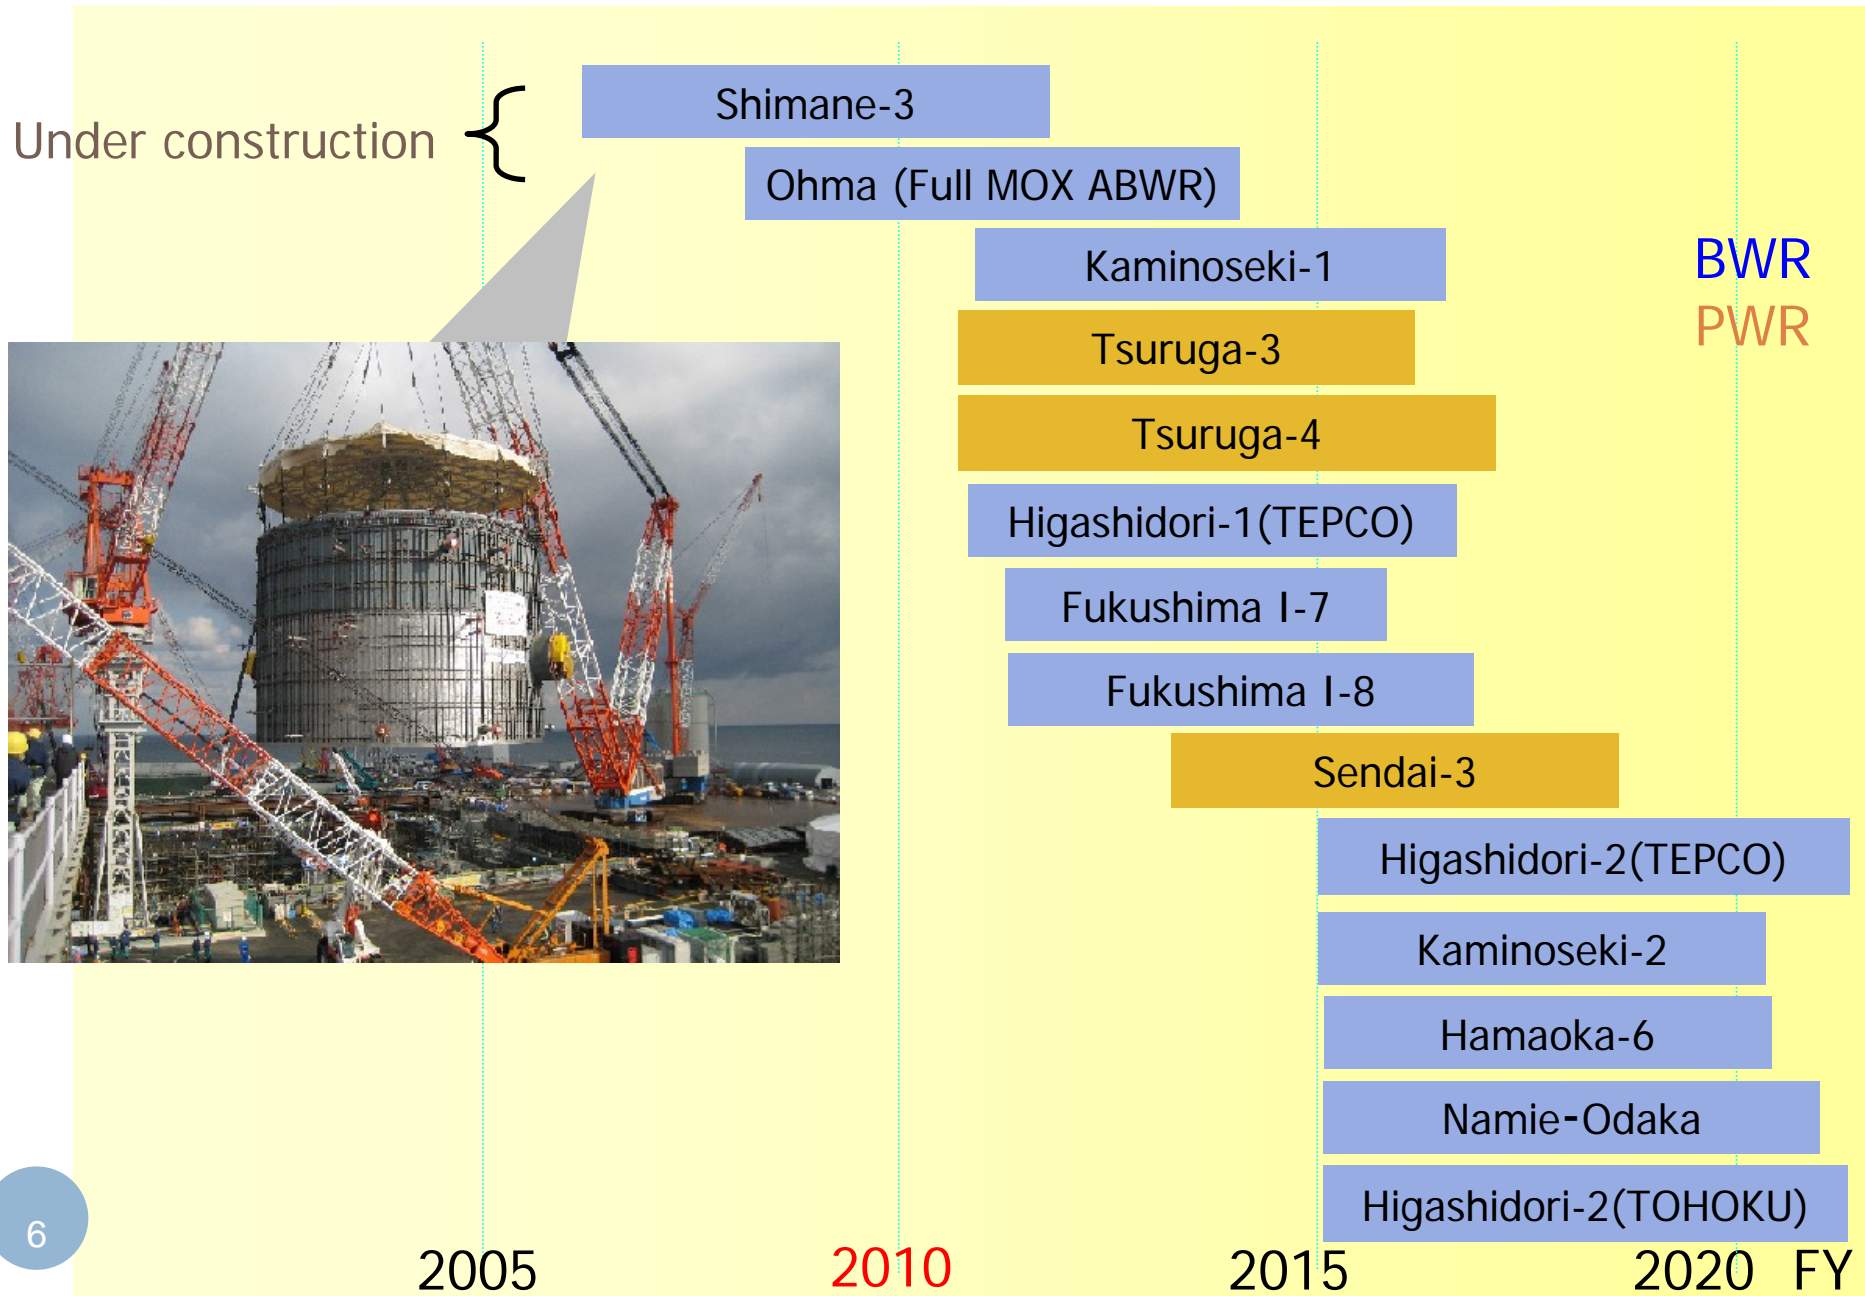 Under construction
Shimane-3
Ohma (Full MOX ABWR)
Kaminoseki-1
BWR
PWR
Tsuruga-3
Tsuruga-4
Higashidori-1(TEPCO)
Fukushima I-7
Fukushima I-8
Sendai-3
Higashidori-2(TEPCO)
Kaminoseki-2
Hamaoka-6
Namie-Odaka
Higashidori-2(TOHOKU)
6
2005 2010 2015 2020 FY